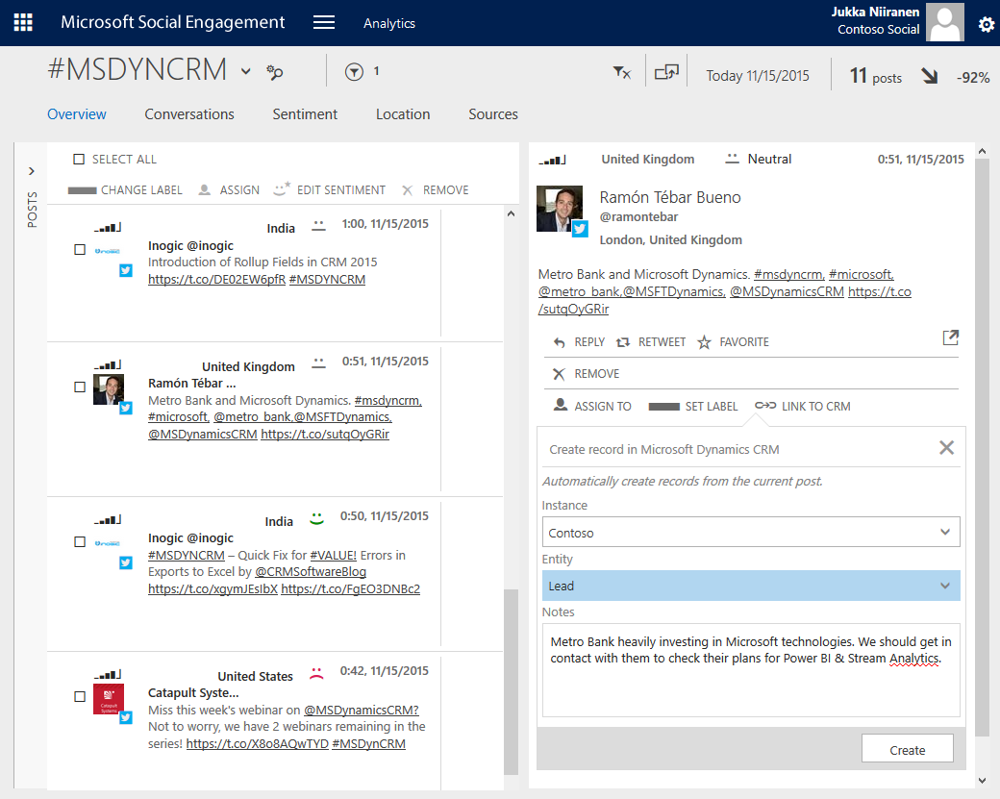 Microsoft Social Engagement
Analytics
Jukka Niiranen
Contoso Social
#MSDYNCRM
1
Today 11/15/2015
11 posts
-92%
Overview
Conversations
Sentiment
Location
Sources
POSTS
SELECT ALL
CHANGE LABEL
ASSIGN
EDIT SENTIMENT
REMOVE
India
1:00, 11/15/2015
Inogic @inogic
Introduction of Rollup Fields in CRM 2015
https://t.co/DE02EW6pfR #MSDYNCRM
United Kingdom
0:51, 11/15/2015
Ramón Tébar ...
Metro Bank and Microsoft Dynamics. #msdyncrm,
#microsoft, @metro_bank,@MSFTDynamics,
@MSDynamicsCRM https://t.co/sutqOyGRir
India
0:50, 11/15/2015
Inogic @inogic
#MSDYNCRM – Quick Fix for #VALUE! Errors in
Exports to Excel by @CRMSoftwareBlog
https://t.co/xgymJEsIbX https://t.co/FgEO3DNBc2
United States
0:42, 11/15/2015
Catapult Syste...
Catapult
Systems
Miss this week's webinar on @MSDynamicsCRM?
Not to worry, we have 2 webinars remaining in the
series! https://t.co/X8o8AQwTYD #MSDynCRM
United Kingdom
Neutral
0:51, 11/15/2015
Ramón Tébar Bueno
@ramontebar
London, United Kingdom
Metro Bank and Microsoft Dynamics. #msdyncrm, #microsoft,
@metro_bank,@MSFTDynamics, @MSDynamicsCRM https://t.co
/sutqOyGRir
REPLY
RETWEET
FAVORITE
REMOVE
ASSIGN TO
SET LABEL
LINK TO CRM
Create record in Microsoft Dynamics CRM
Automatically create records from the current post.
Instance
Contoso
Entity
Lead
Notes
Metro Bank heavily investing in Microsoft technologies. We should get in
contact with them to check their plans for Power BI & Stream Analytics.
Create